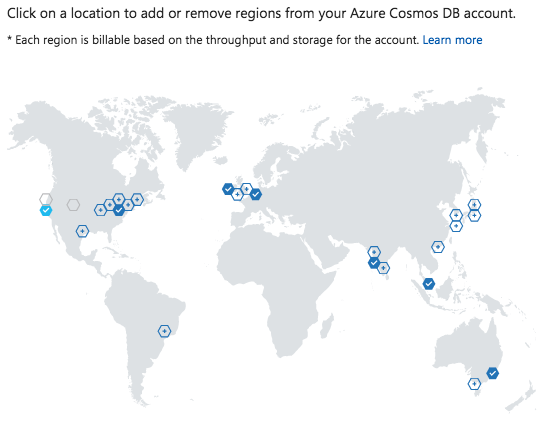 Click on a location to add or remove regions from your Azure Cosmos DB account.
* Each region is billable based on the throughput and storage for the account. Learn more